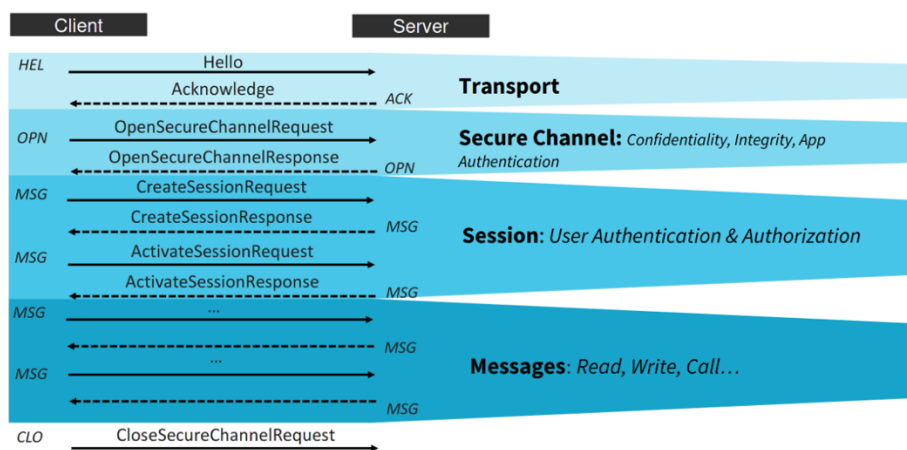 Client
Server
HEL
Hello
Acknowledge
ACK
Transport
OPN
OpenSecureChannelRequest
OpenSecureChannelResponse
OPN
Secure Channel: Confidentiality, Integrity, App
Authentication
MSG
CreateSessionRequest
CreateSessionResponse
MSG
MSG
ActivateSessionRequest
ActivateSessionResponse
MSG
Session: User Authentication & Authorization
MSG
...
MSG
MSG
...
MSG
Messages: Read, Write, Call...
CLO
CloseSecureChannelRequest